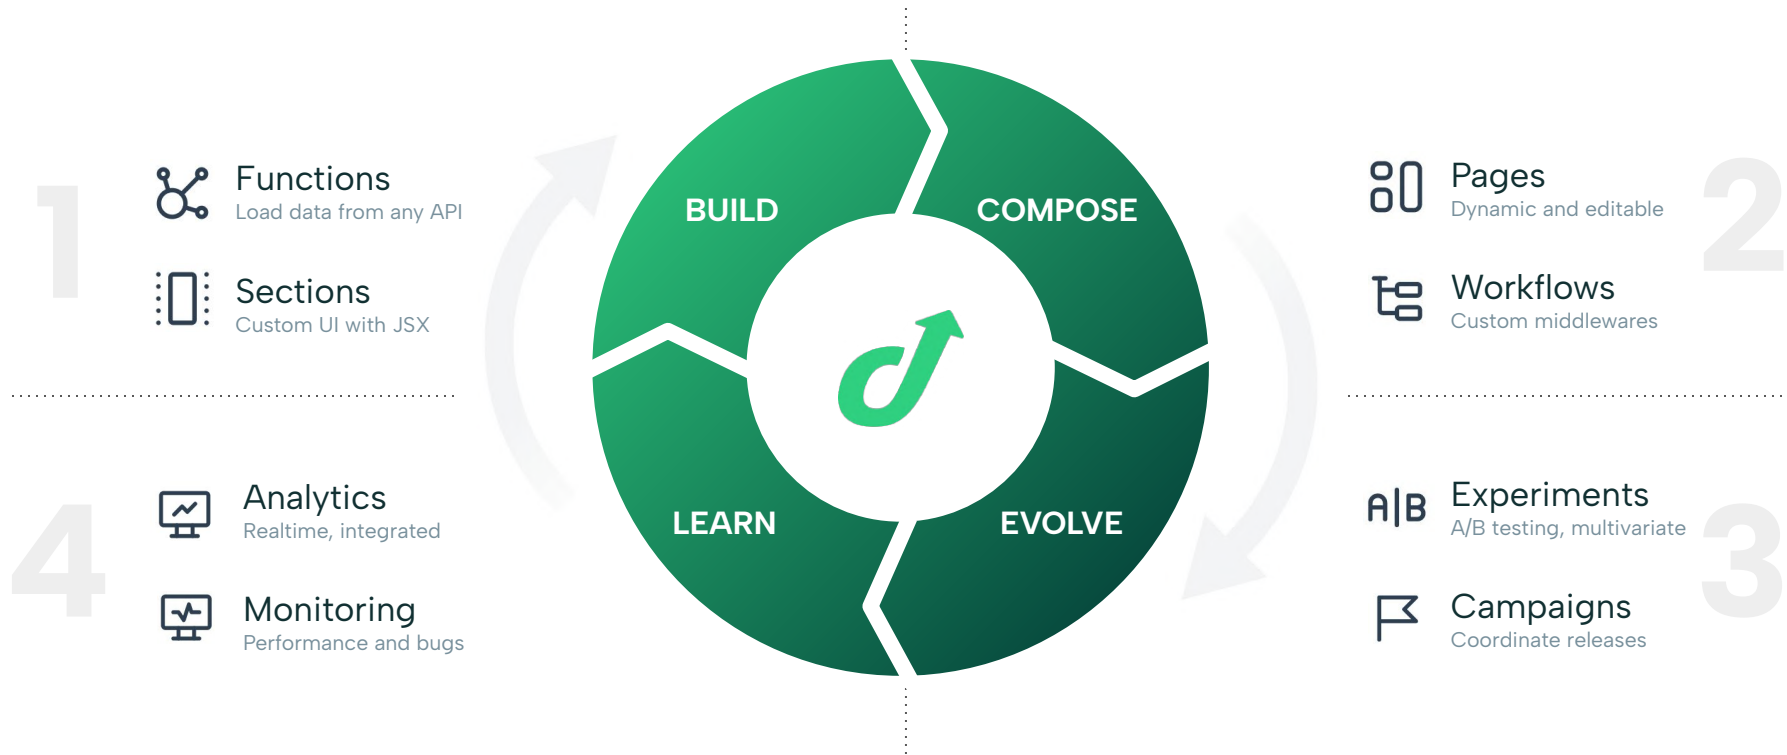 1
Functions
Load data from any API
Sections
Custom UI with JSX
BUILD
COMPOSE
2
Pages
Dynamic and editable
Workflows
Custom middlewares
4
Analytics
Realtime, integrated
Monitoring
Performance and bugs
LEARN
EVOLVE
3
A|B
Experiments
A/B testing, multivariate
Campaigns
Coordinate releases